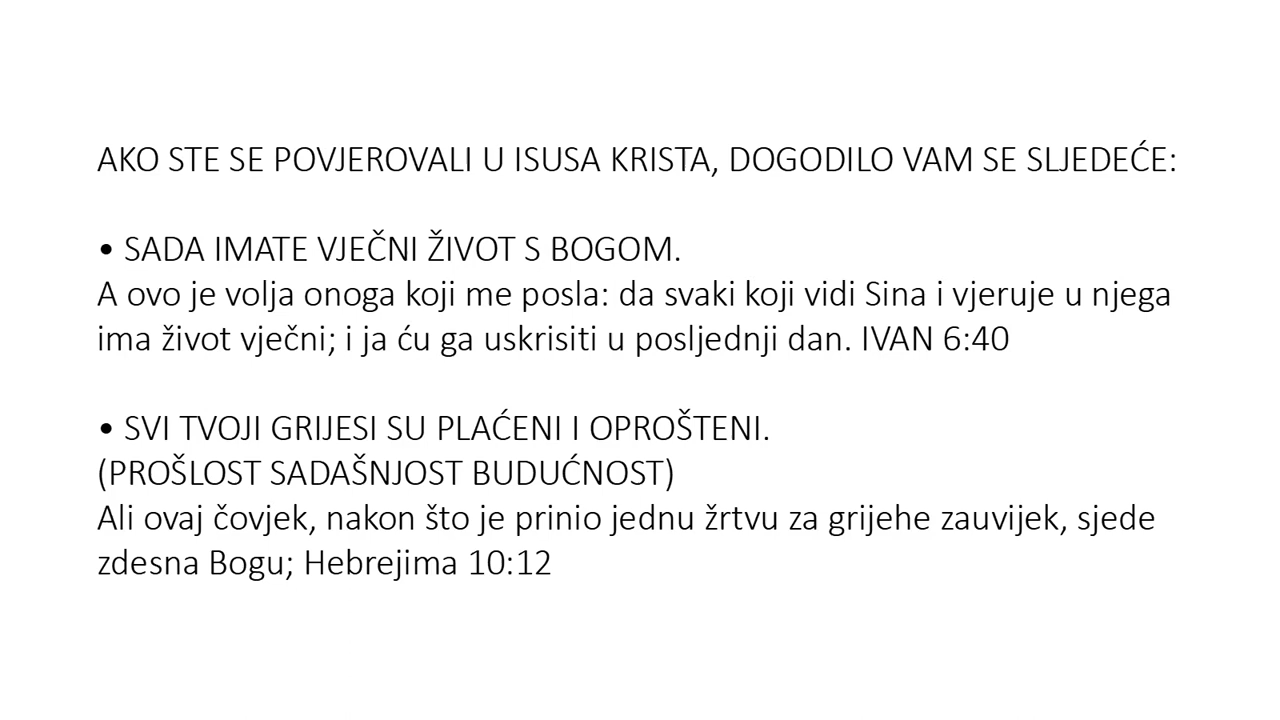 AKO STE SE POVJEROVALI U ISUSA KRISTA, DOGODILO VAM SE SLJEDEĆE:
• SADA IMATE VJEČNI ŽIVOT S BOGOM.
A ovo je volja onoga koji me posla: da svaki koji vidi Sina i vjeruje u njega
ima život vječni; i ja ću ga uskrisiti u posljednji dan. IVAN 6:40
• SVI TVOJI GRIJESI SU PLAĆENI I OPROŠTENI.
(PROŠLOST SADAŠNJOST BUDUĆNOST)
Ali ovaj čovjek, nakon što je prinio jednu žrtvu za grijehe zauvijek, sjede
zdesna Bogu; Hebrejima 10:12